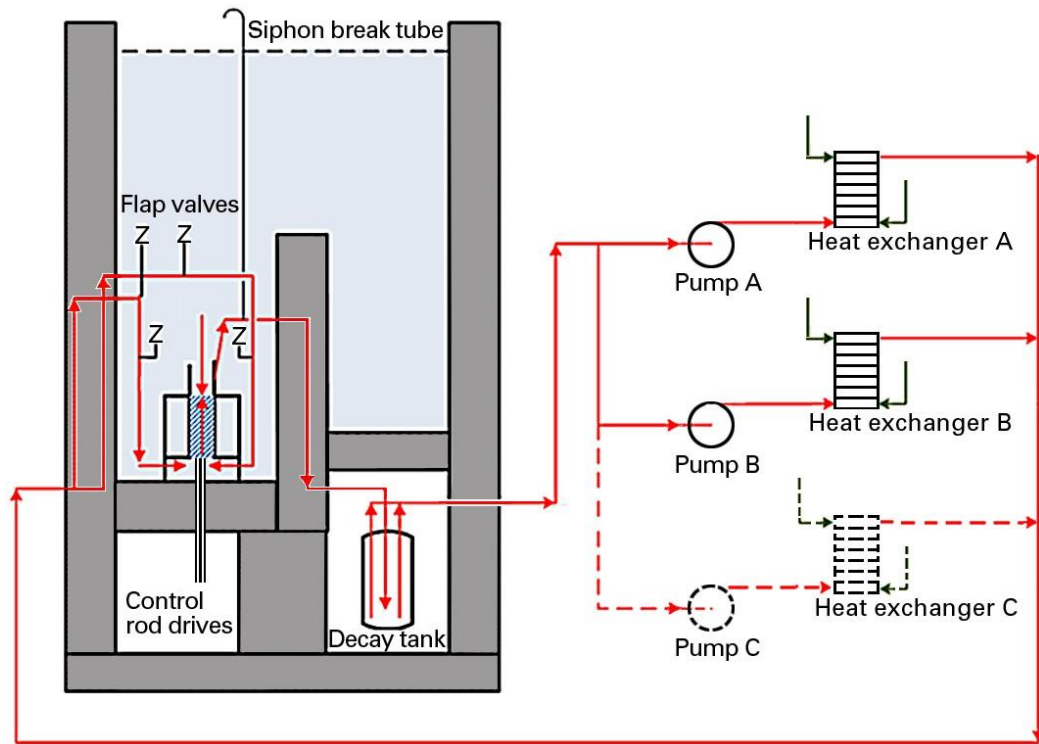 Siphon break tube
Flap valves
Z
Z
Z
Z
Control
rod drives
Decay tank
Pump A
Heat exchanger A
Pump B
Heat exchanger B
Pump C
Heat exchanger C